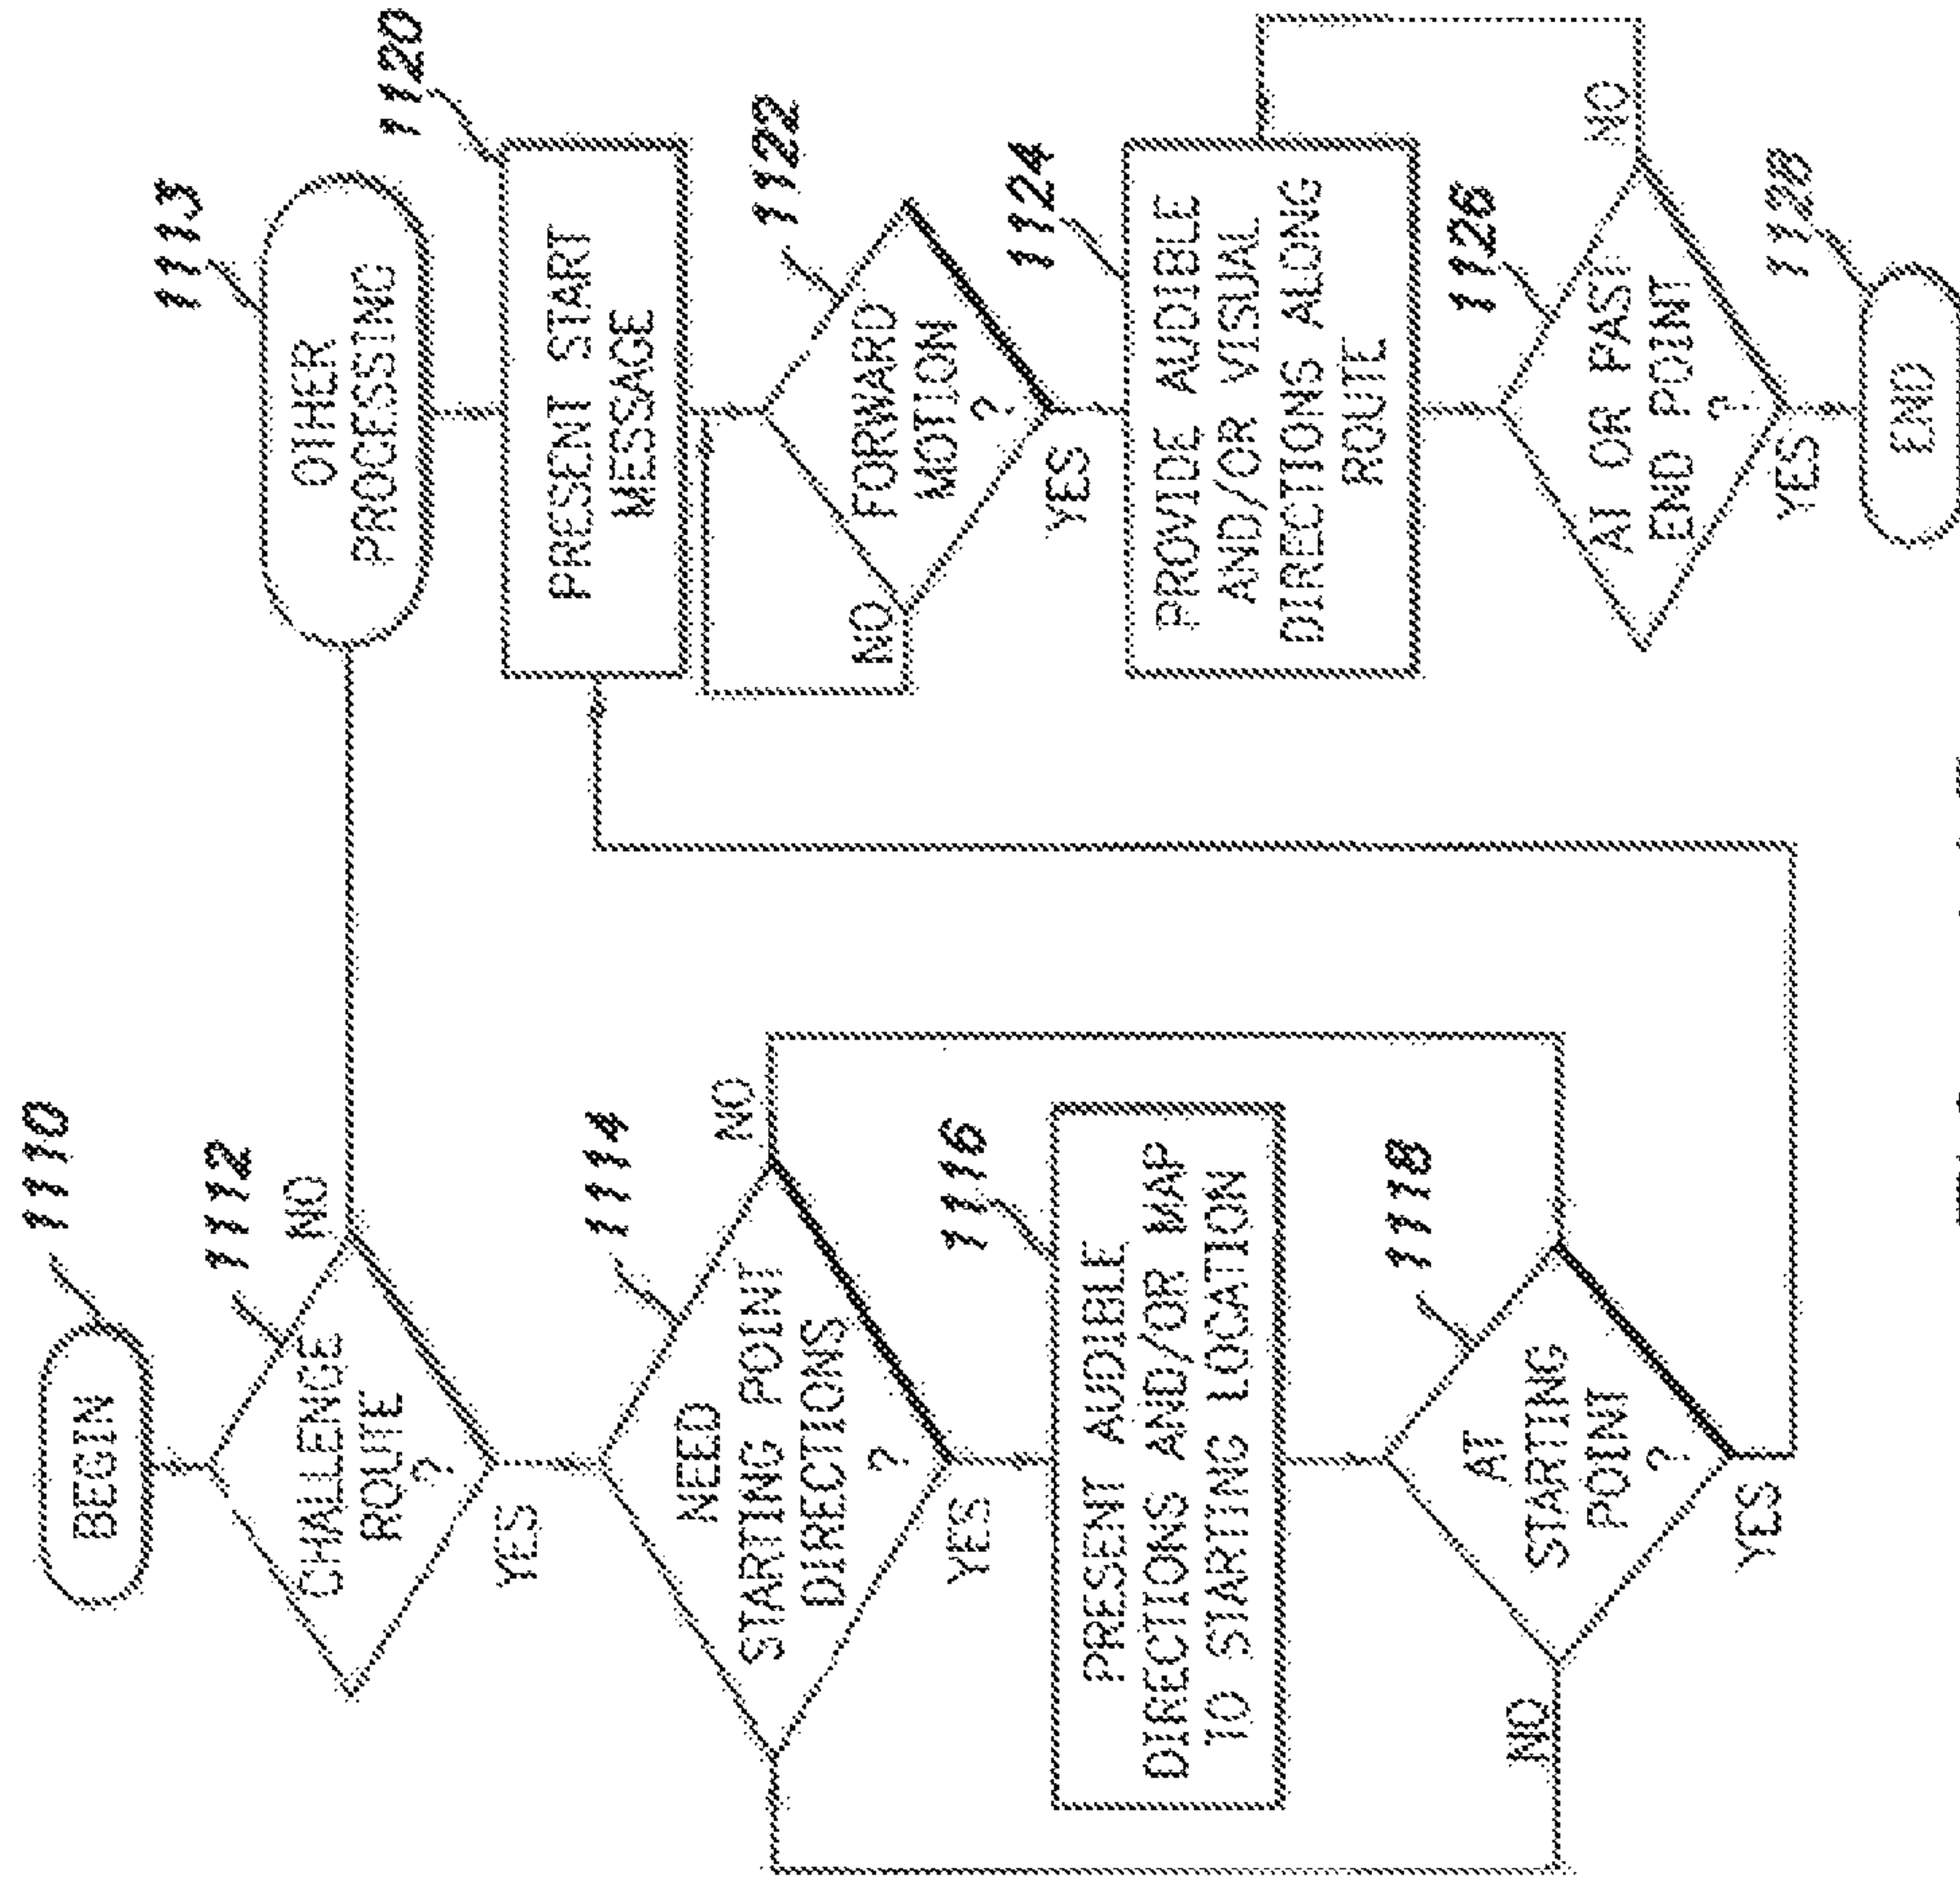 1110
BEGIN
1112
CHALLENGE
ROUTE
?
NO
YES
1114
NEED
STARTING POINT
DIRECTIONS
?
NO
YES
1116
PRESENT AUDIBLE
DIRECTIONS AND/OR MAP
TO STARTING LOCATION
1118
AT
STARTING
POINT
?
NO
YES
1113
OTHER
PROCESSING
1120
PRESENT START
MESSAGE
1122
FORWARD
MOTION
?
NO
YES
1124
PROVIDE AUDIBLE
AND/OR VISUAL
DIRECTIONS ALONG
ROUTE
1126
AT OR PAST
END POINT
?
NO
YES
1128
END